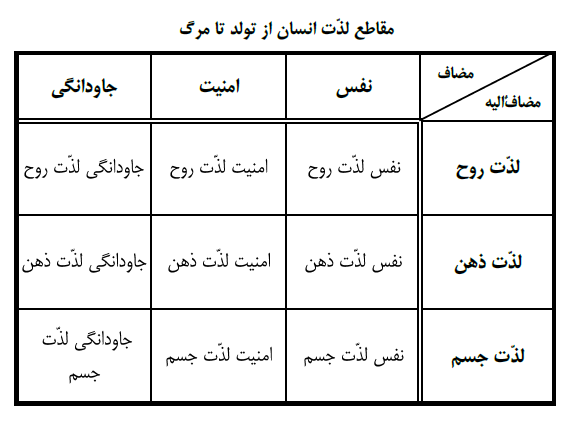 مقاطع لذّت انسان از تولد تا مرگ
مضاف
مضاف‌الیه
نفس
امنیت
جاودانگی
لذّت روح
نفس لذّت روح
امنیت لذّت روح
جاودانگی لذّت روح
لذّت ذهن
نفس لذّت ذهن
امنیت لذّت ذهن
جاودانگی لذّت ذهن
لذّت جسم
نفس لذّت جسم
امنیت لذّت جسم
جاودانگی لذّت
جسم